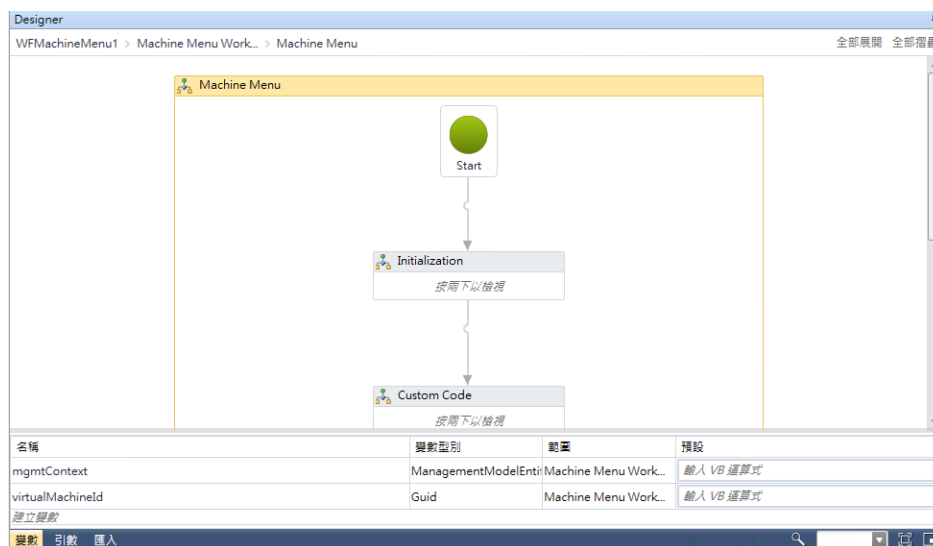 Designer
WFMachineMenu1 > Machine Menu Work... > Machine Menu
全部展開 全部摺疊
Machine Menu
Start
Initialization
按兩下以檢視
Custom Code
按兩下以檢視
名稱 變數型別 範圍 預設
mgmtContext ManagementModelEntit Machine Menu Work... 輸入 VB 運算式
virtualMachineId Guid Machine Menu Work... 輸入 VB 運算式
建立變數
變數 引數 匯入